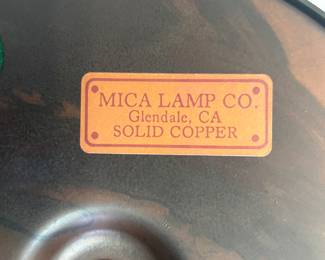 MICA LAMP CO.
Glendale, CA
SOLID COPPER